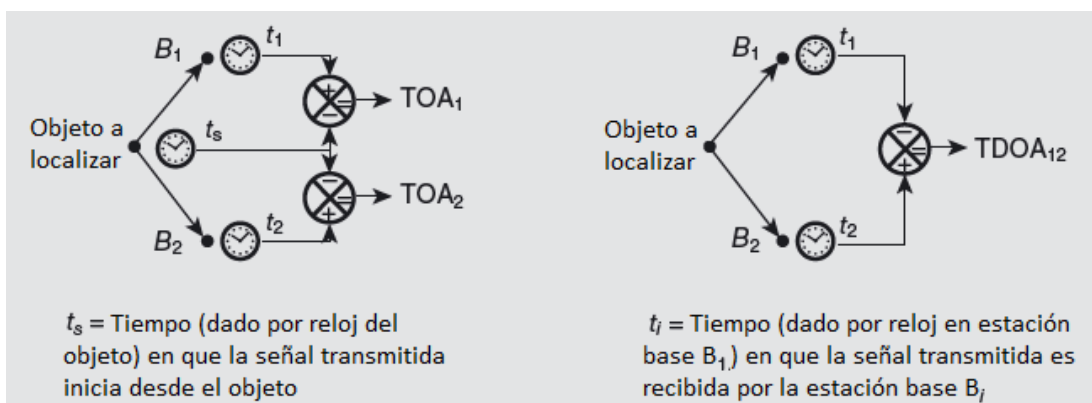 B1 t1
TOA1
Objeto a
localizar
ts
TOA2
B2 t2
ts = Tiempo (dado por reloj del
objeto) en que la señal transmitida
inicia desde el objeto
B1 t1
Objeto a
localizar
TDOA12
B2 t2
ti = Tiempo (dado por reloj en estación
base B1,) en que la señal transmitida es
recibida por la estación base Bi